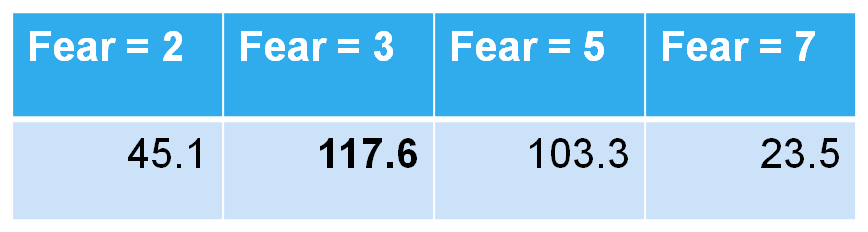 Fear = 2 Fear = 3 Fear = 5 Fear = 7
45.1 117.6 103.3 23.5